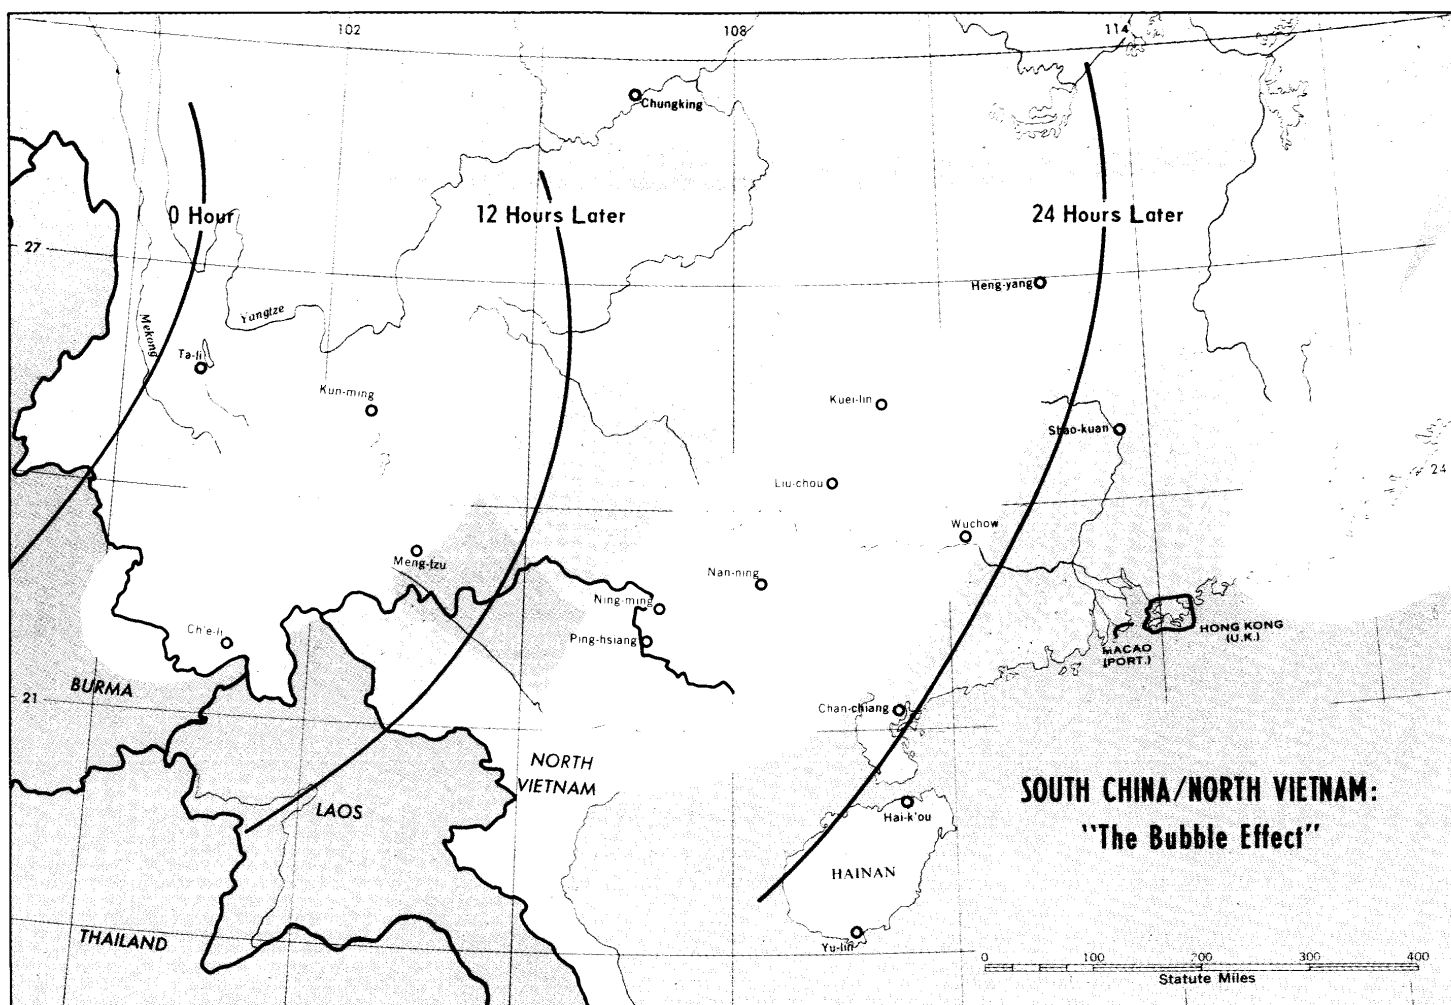 102
108
114
Chungking
0 Hour
12 Hours Later
24 Hours Later
27
Heng-yang
Yangtze
Mekong
Ta-li
Kun-ming
Kuei-lin
Shao-kuan
24
Liu-chou
Wuchow
Meng-tzu
Nan-ning
Ning-ming
Ch'e-li
Ping-hsiang
HONG KONG
(U.K.)
MACAO
(PORT.)
BURMA
21
Chan-chiang
NORTH
VIETNAM
LAOS
SOUTH CHINA/NORTH VIETNAM:
"The Bubble Effect"
Hai-k'ou
HAINAN
THAILAND
Yu-lin
0 100 200 300 400
Statute Miles